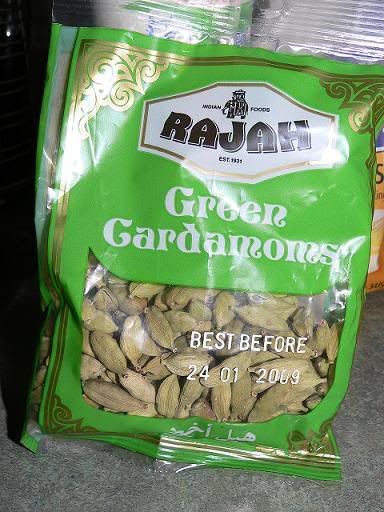 INDIAN FOODS
RAJAH
EST. 1931
Green
Cardamoms
BEST BEFORE
24 01 2009
هيل أخضر